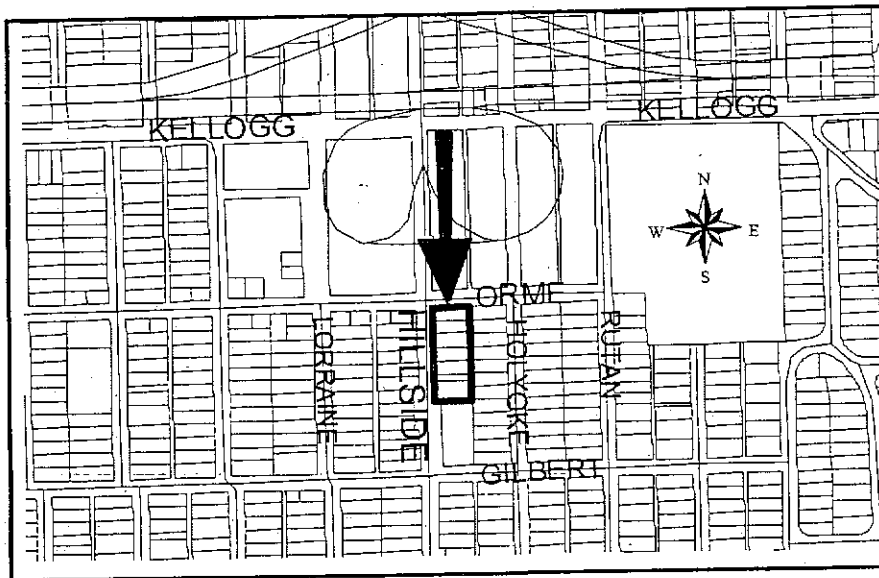 KELLOGG
KELLOGG
N
W E
S
ORME
LORRAINE
HILLSIDE
HOLYOKE
RUTAN
GILBERT